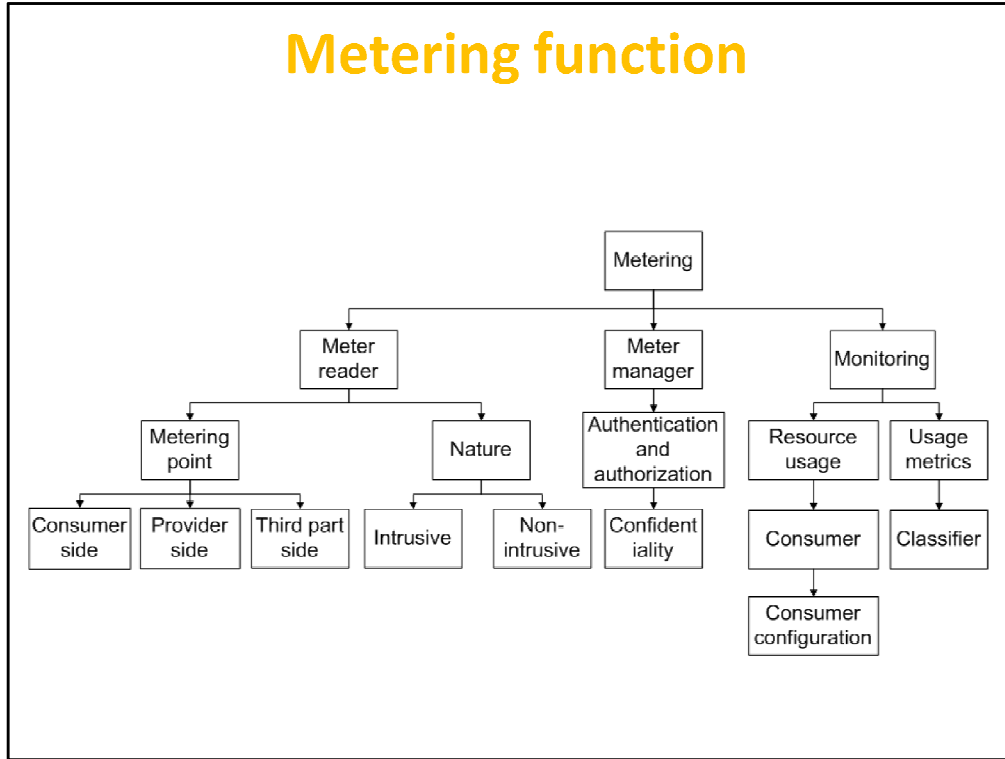 Metering function
Metering
Meter
reader
Meter
manager
Monitoring
Metering
point
Nature
Authentication
and
authorization
Resource
usage
Usage
metrics
Consumer
side
Provider
side
Third part
side
Intrusive
Non-
intrusive
Confident
iality
Consumer
Classifier
Consumer
configuration